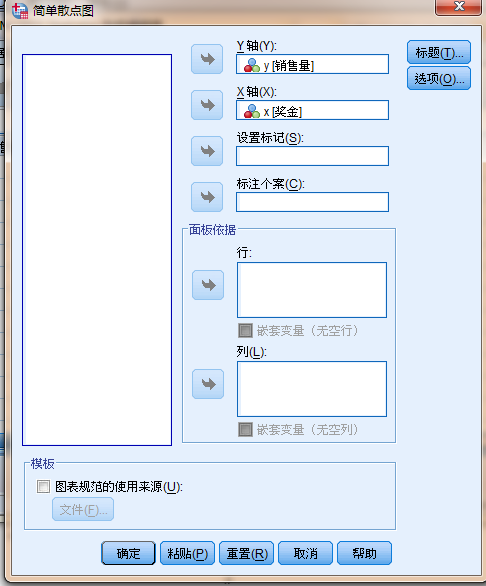 简单散点图
Y 轴(Y):
y [销售量]
标题(T)...
选项(O)...
X 轴(X):
x [奖金]
设置标记(S):
标注个案(C):
面板依据
行:
嵌套变量（无空行）
列(L):
嵌套变量（无空列）
模板
图表规范的使用来源(U):
文件(F)...
确定 粘贴(P) 重置(R) 取消 帮助